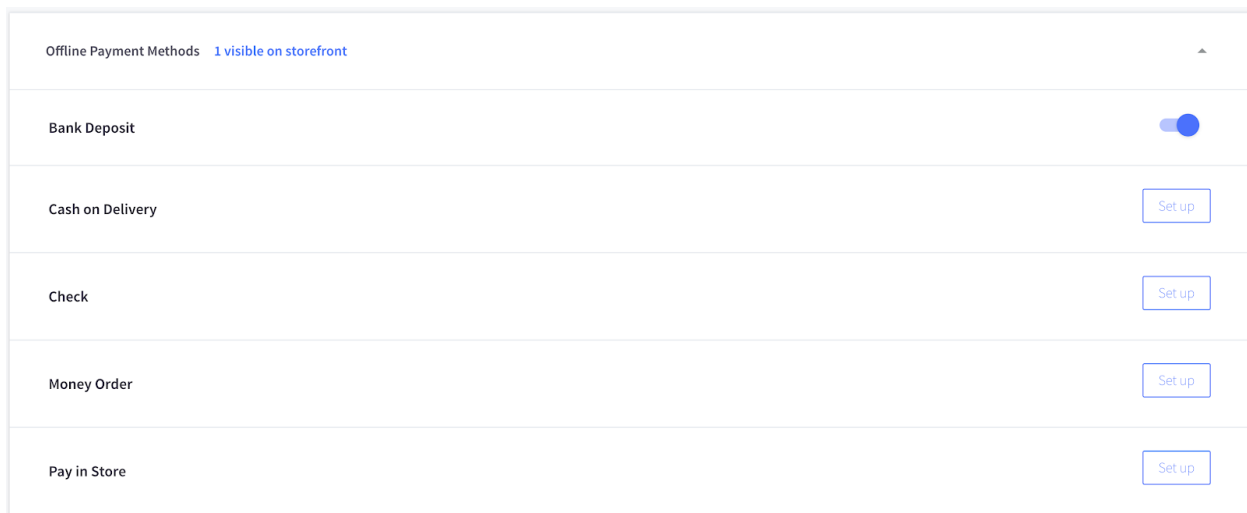 Offline Payment Methods 1 visible on storefront
Bank Deposit
Cash on Delivery Set up
Check Set up
Money Order Set up
Pay in Store Set up